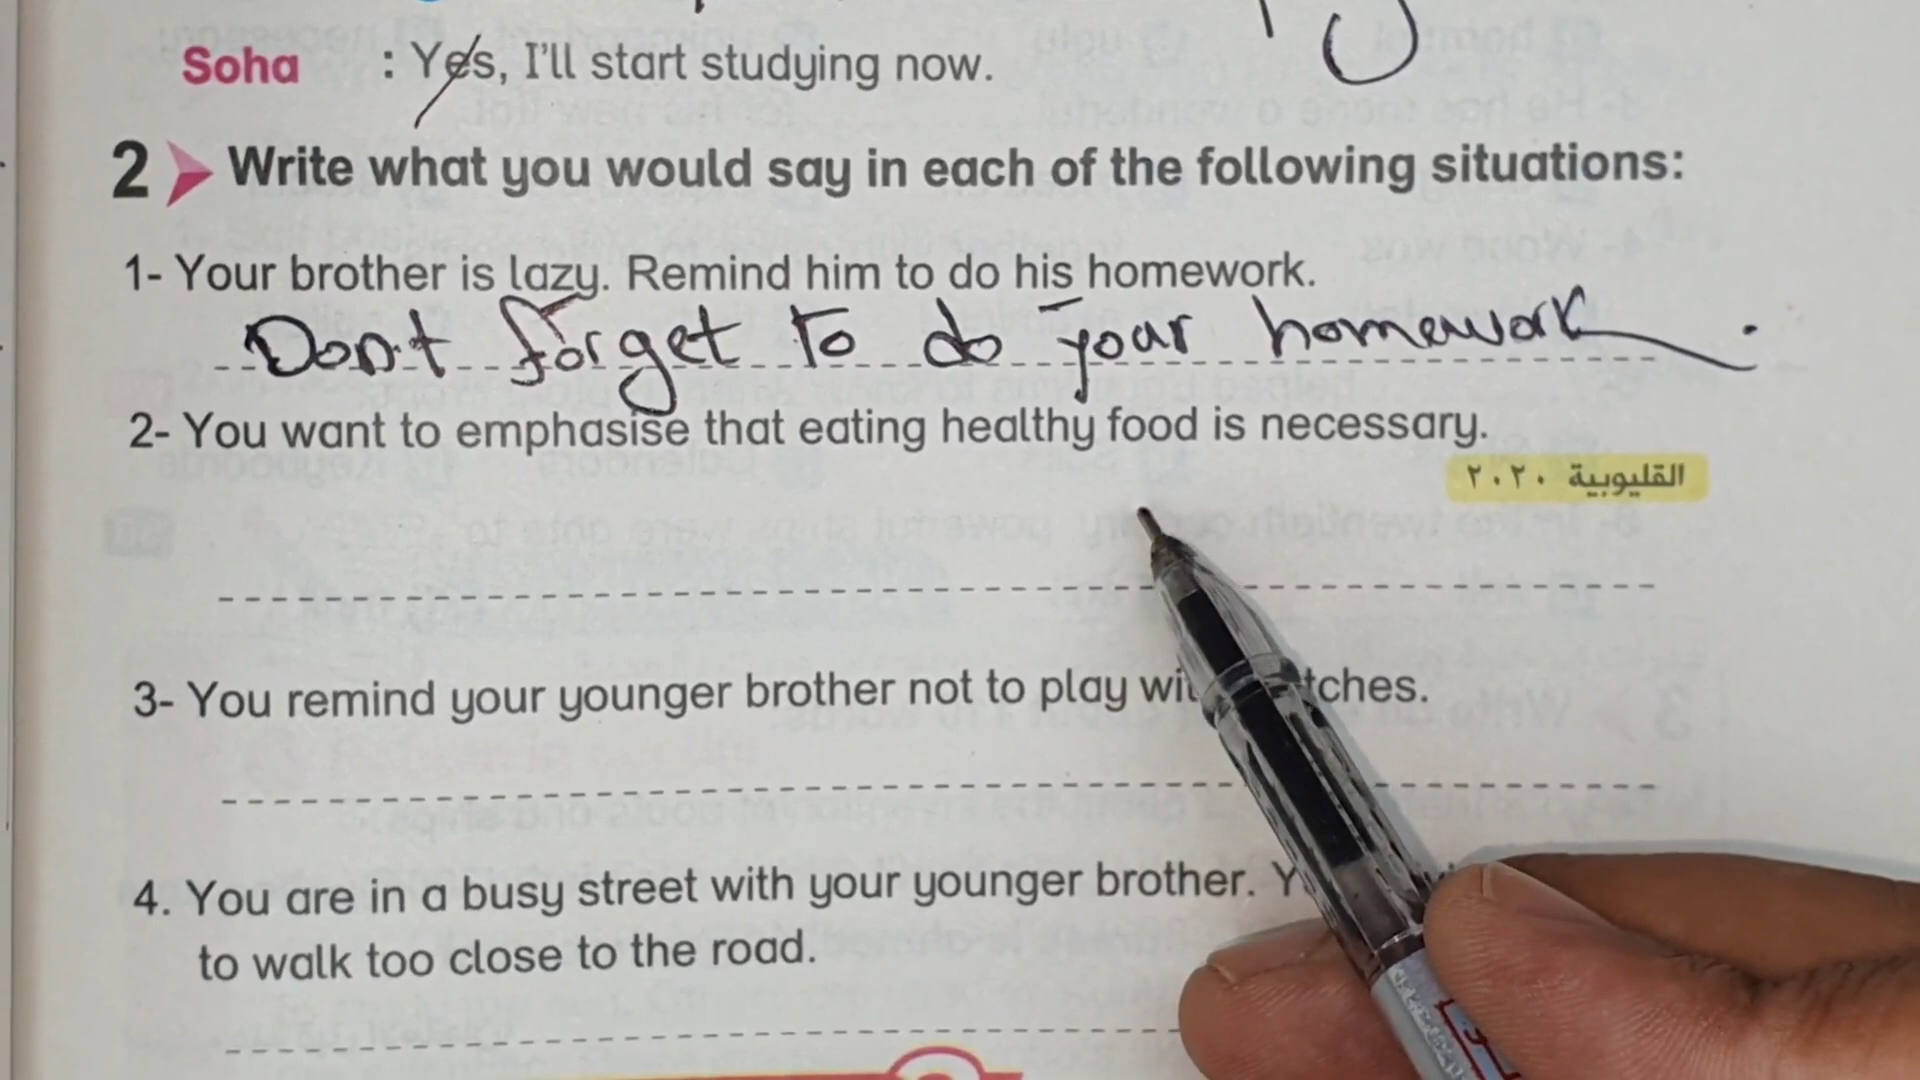 Soha : Yes, I'll start studying now.
2 Write what you would say in each of the following situations:
1- Your brother is lazy. Remind him to do his homework.
Don't forget to do your homework.
2- You want to emphasise that eating healthy food is necessary.
القليوبية ٢٠٢٠
3- You remind your younger brother not to play
4. You are in a busy street with your younger brother.
to walk too close to the road.